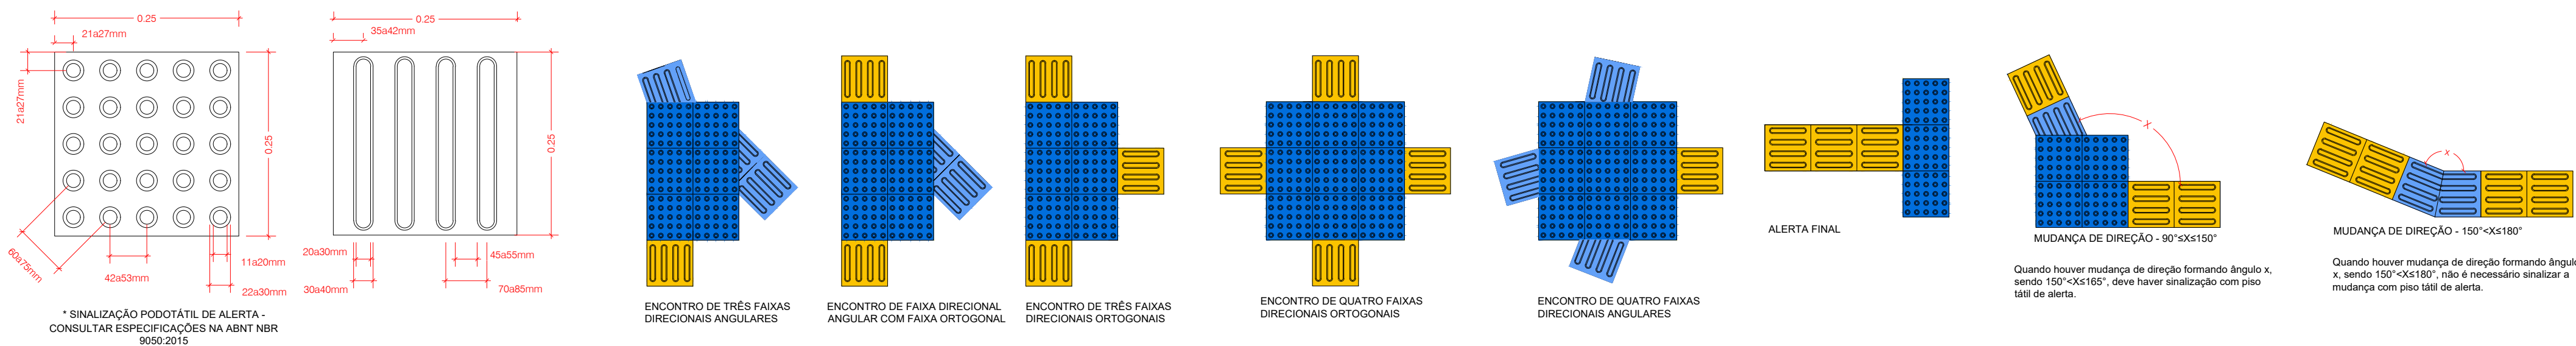 0.25
21a27mm
21a27mm
0.25
60a75mm
42a53mm
11a20mm
22a30mm
* SINALIZAÇÃO PODOTÁTIL DE ALERTA -
CONSULTAR ESPECIFICAÇÕES NA ABNT NBR
9050:2015
0.25
35a42mm
0.25
20a30mm
30a40mm
45a55mm
70a85mm
ENCONTRO DE TRÊS FAIXAS
DIRECIONAIS ANGULARES
ENCONTRO DE FAIXA DIRECIONAL
ANGULAR COM FAIXA ORTOGONAL
ENCONTRO DE TRÊS FAIXAS
DIRECIONAIS ORTOGONAIS
ENCONTRO DE QUATRO FAIXAS
DIRECIONAIS ORTOGONAIS
ENCONTRO DE QUATRO FAIXAS
DIRECIONAIS ANGULARES
ALERTA FINAL
X
MUDANÇA DE DIREÇÃO - 90°≤X≤150°
Quando houver mudança de direção formando ângulo x,
sendo 150°<X≤165°, deve haver sinalização com piso
tátil de alerta.
X
MUDANÇA DE DIREÇÃO - 150°<X≤180°
Quando houver mudança de direção formando ângulo
x, sendo 150°<X≤180°, não é necessário sinalizar a
mudança com piso tátil de alerta.